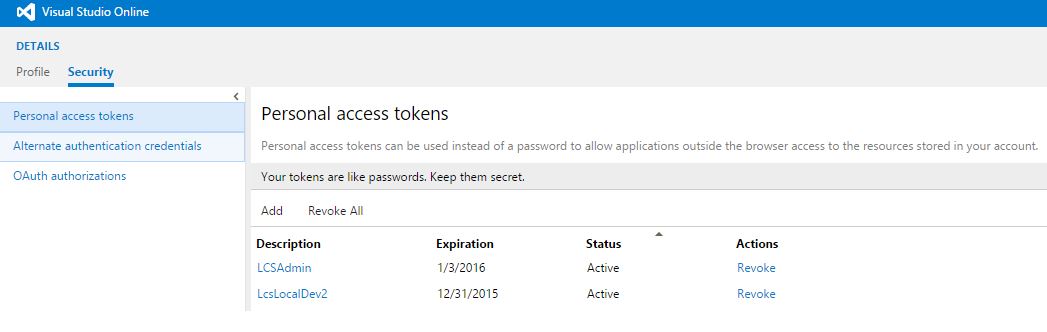 Visual Studio Online
DETAILS
Profile Security
Personal access tokens
Alternate authentication credentials
OAuth authorizations
Personal access tokens
Personal access tokens can be used instead of a password to allow applications outside the browser access to the resources stored in your account.
Your tokens are like passwords. Keep them secret.
Add Revoke All
Description Expiration Status Actions
LCSAdmin 1/3/2016 Active Revoke
LcsLocalDev2 12/31/2015 Active Revoke